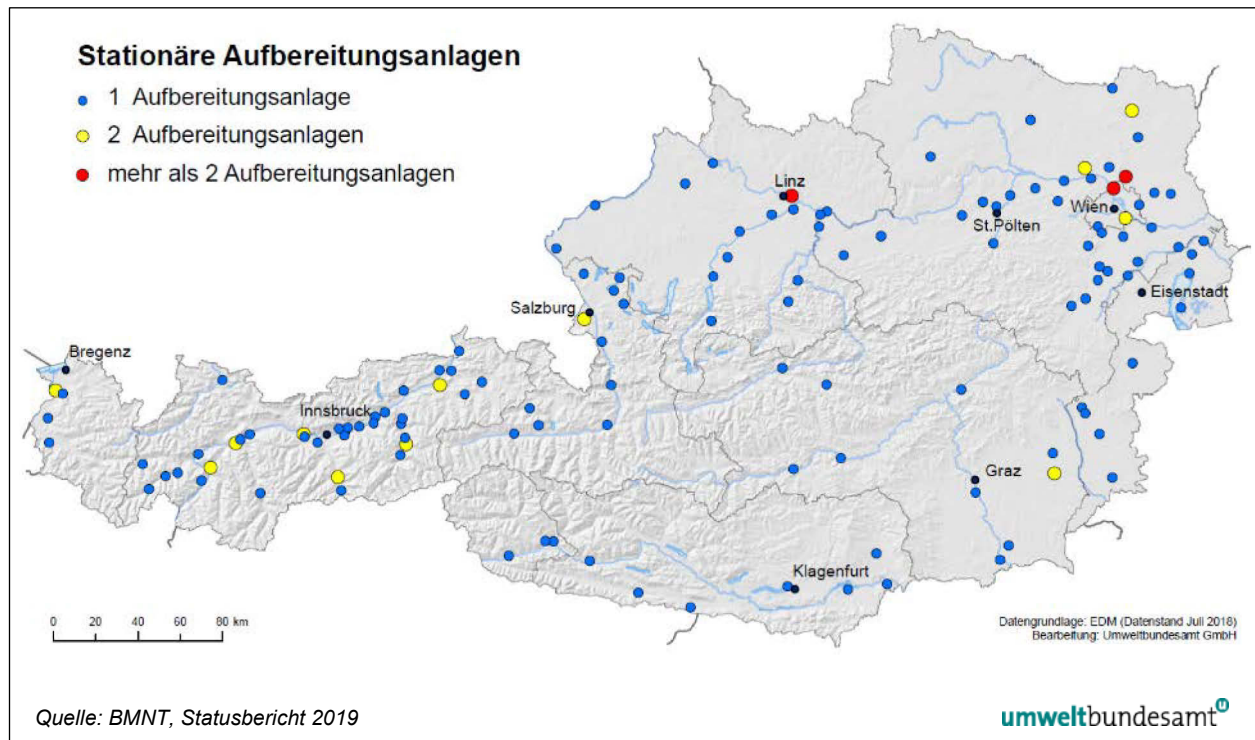 Stationäre Aufbereitungsanlagen
1 Aufbereitungsanlage
2 Aufbereitungsanlagen
mehr als 2 Aufbereitungsanlagen
Linz
Wien
St.Pölten
Eisenstadt
Salzburg
Bregenz
Innsbruck
Graz
Klagenfurt
0 20 40 80 km
Datengrundlage: EDM (Datenstand Juli 2018)
Bearbeitung: Umweltbundesamt GmbH
Quelle: BMNT, Statusbericht 2019
umweltbundesamt
u